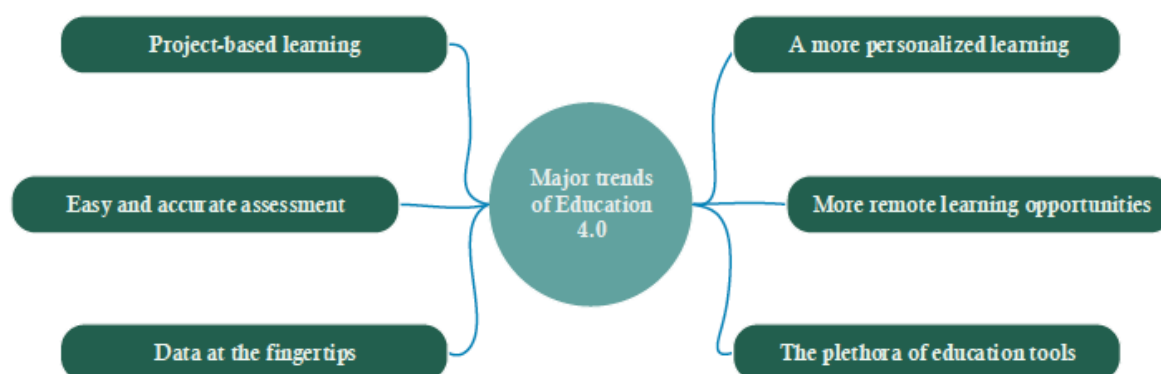 Project-based learning
A more personalized learning
Major trends
of Education
4.0
Easy and accurate assessment
More remote learning opportunities
Data at the fingertips
The plethora of education tools